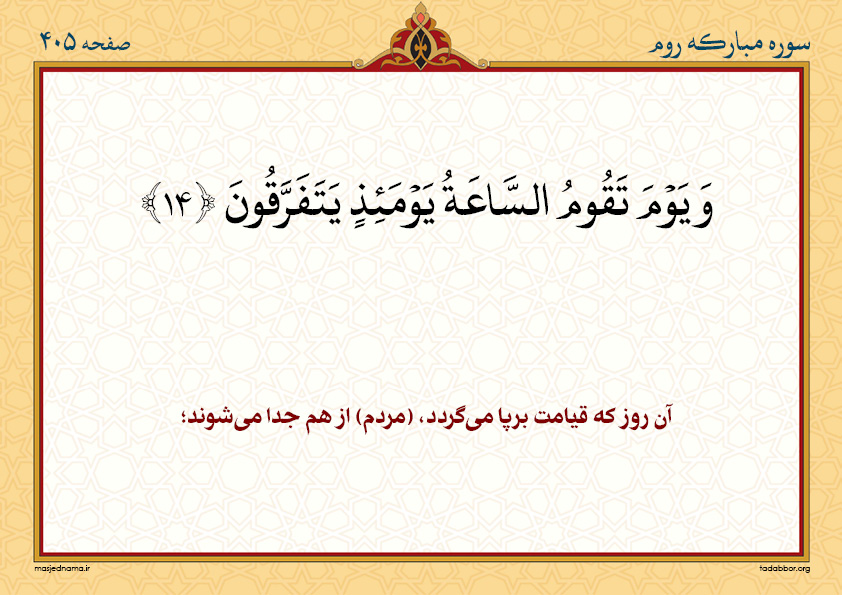 سوره مبارکه روم
صفحه ۴۰۵
وَ يَوْمَ تَقُومُ السَّاعَةُ يَوْمَئِذٍ يَتَفَرَّقُونَ ﴿۱۴﴾
آن روز که قیامت برپا می‌گردد، (مردم) از هم جدا می‌شوند؛
masjednama.ir
tadabbor.org